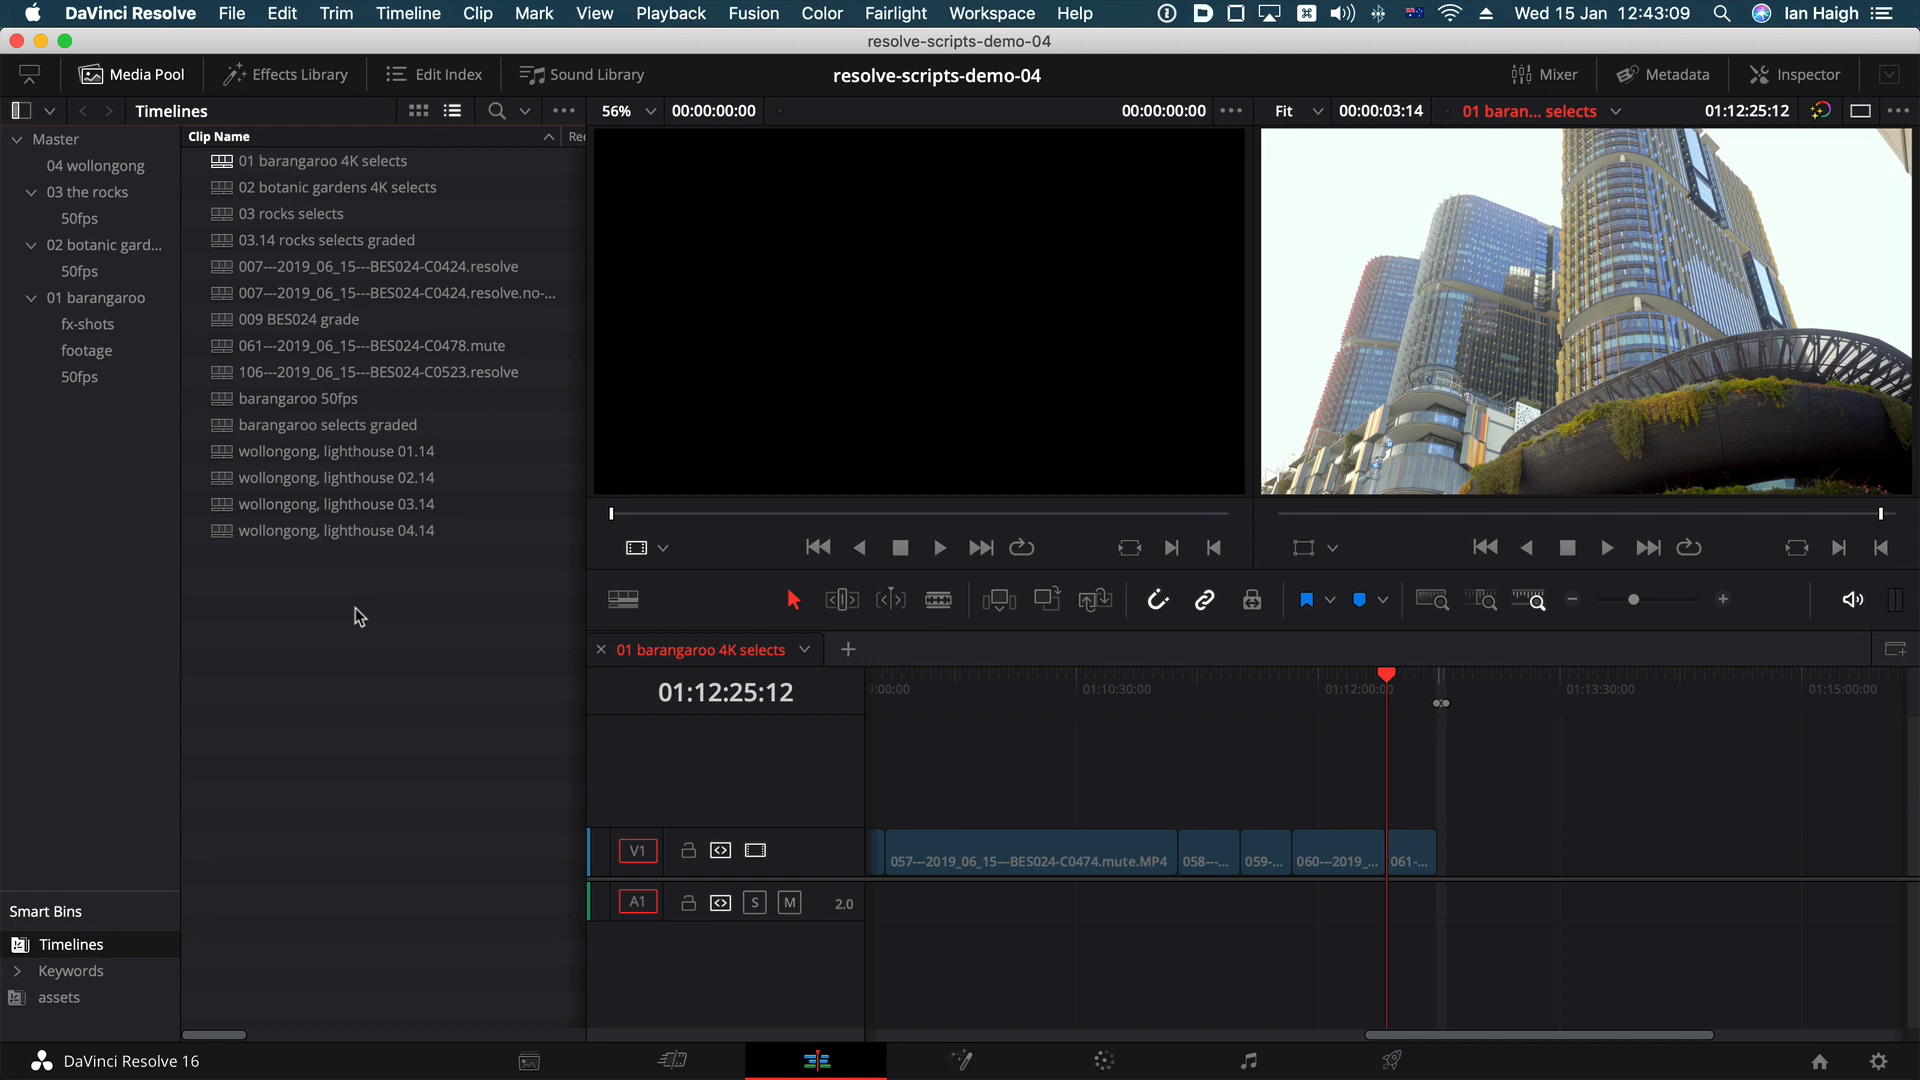 DaVinci Resolve File Edit Trim Timeline Clip Mark View Playback Fusion Color Fairlight Workspace Help Wed 15 Jan 12:43:09 Ian Haigh
resolve-scripts-demo-04
Media Pool Effects Library Edit Index Sound Library resolve-scripts-demo-04 Mixer Metadata Inspector
Timelines 56% 00:00:00:00 00:00:00:00 Fit 00:00:03:14 01 baran... selects 01:12:25:12
Master
04 wollongong
03 the rocks
50fps
02 botanic gard...
50fps
01 barangaroo
fx-shots
footage
50fps
Clip Name
01 barangaroo 4K selects
02 botanic gardens 4K selects
03 rocks selects
03.14 rocks selects graded
007---2019_06_15---BES024-C0424.resolve
007---2019_06_15---BES024-C0424.resolve.no-...
009 BES024 grade
061---2019_06_15---BES024-C0478.mute
106---2019_06_15---BES024-C0523.resolve
barangaroo 50fps
barangaroo selects graded
wollongong, lighthouse 01.14
wollongong, lighthouse 02.14
wollongong, lighthouse 03.14
wollongong, lighthouse 04.14
01 barangaroo 4K selects
01:12:25:12
9:00:00 01:10:30:00 01:12:00:00 01:13:30:00 01:15:00:00
V1
057---2019_06_15---BES024-C0474.mute.MP4 058---... 059-... 060---2019_... 061-...
A1 S M 2.0
Smart Bins
Timelines
Keywords
assets
DaVinci Resolve 16